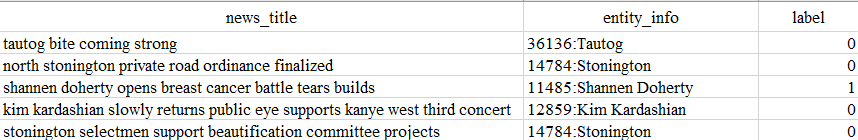 news_title entity_info label
tautog bite coming strong 36136:Tautog 0
north stonington private road ordinance finalized 14784:Stonington 0
shannen doherty opens breast cancer battle tears builds 11485:Shannen Doherty 1
kim kardashian slowly returns public eye supports kanye west third concert 12859:Kim Kardashian 0
stonington selectmen support beautification committee projects 14784:Stonington 0